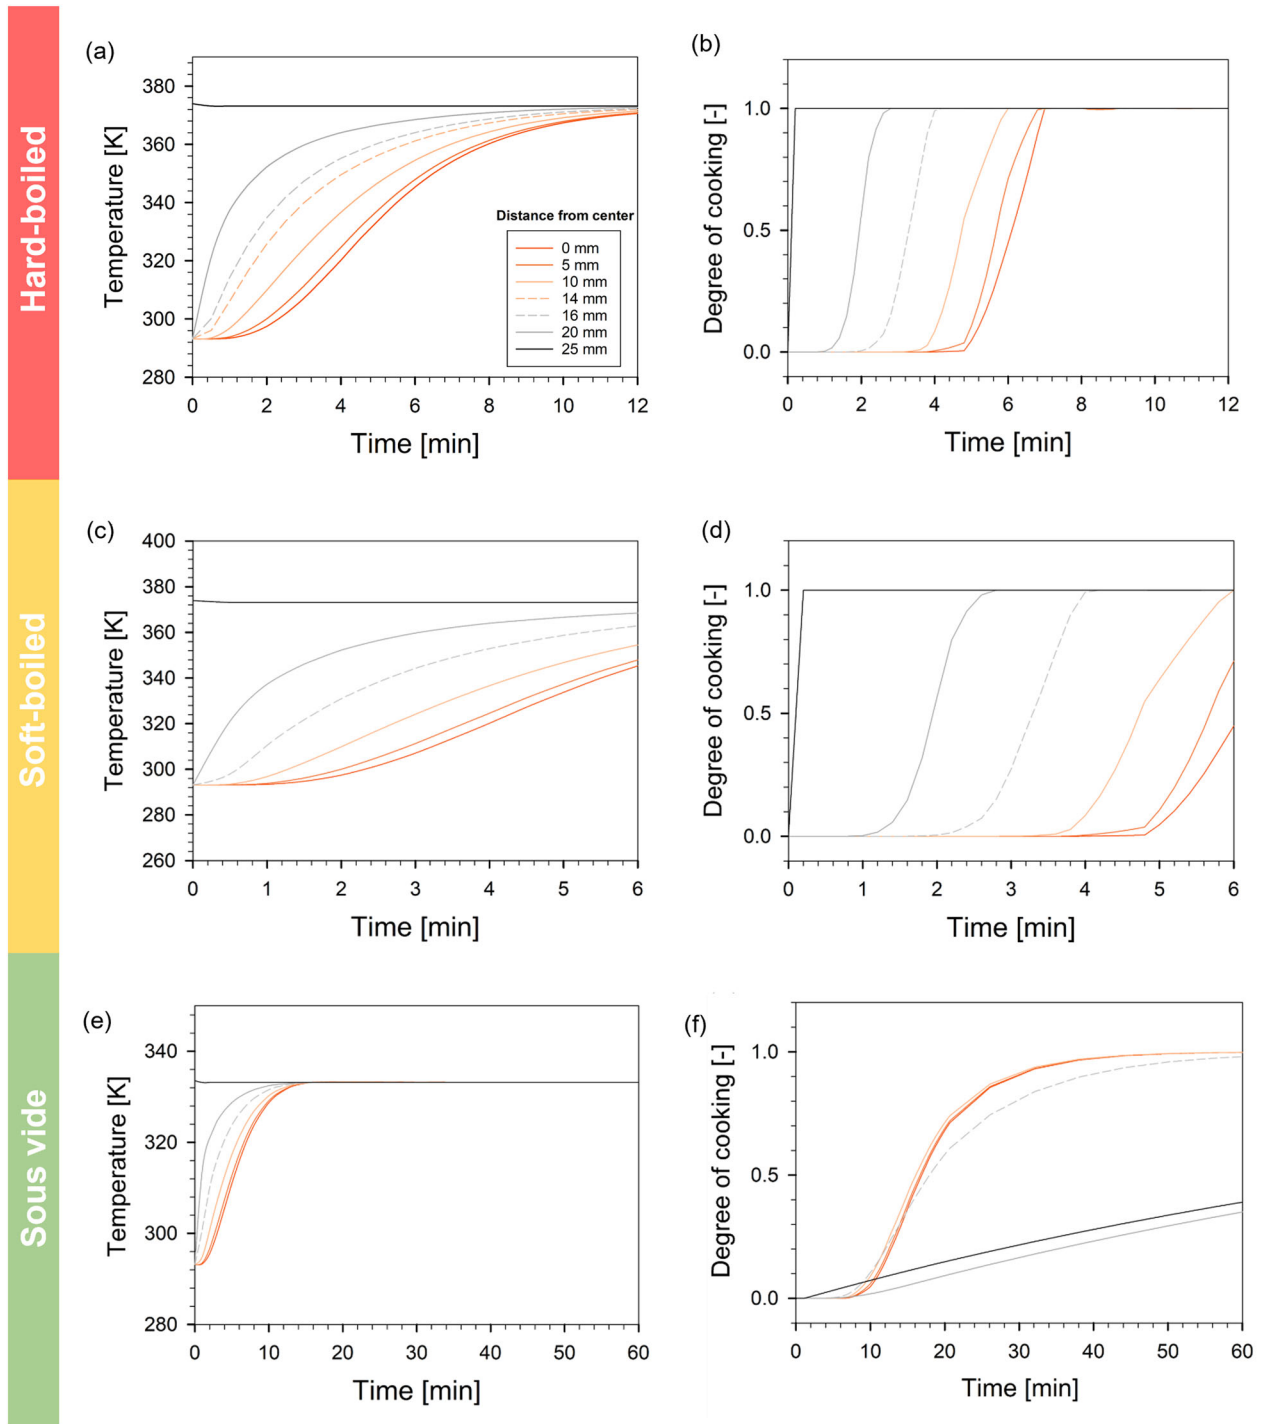 Hard-boiled
(a)
Temperature [K]
380
360
340
320
300
280
0 2 4 6 8 10 12
Time [min]
Distance from center
0 mm
5 mm
10 mm
14 mm
16 mm
20 mm
25 mm
(b)
Degree of cooking [-]
1.0
0.5
0.0
0 2 4 6 8 10 12
Time [min]
Soft-boiled
(c)
Temperature [K]
400
380
360
340
320
300
280
260
0 1 2 3 4 5 6
Time [min]
(d)
Degree of cooking [-]
1.0
0.5
0.0
0 1 2 3 4 5 6
Time [min]
Sous vide
(e)
Temperature [K]
340
320
300
280
0 10 20 30 40 50 60
Time [min]
(f)
Degree of cooking [-]
1.0
0.5
0.0
0 10 20 30 40 50 60
Time [min]